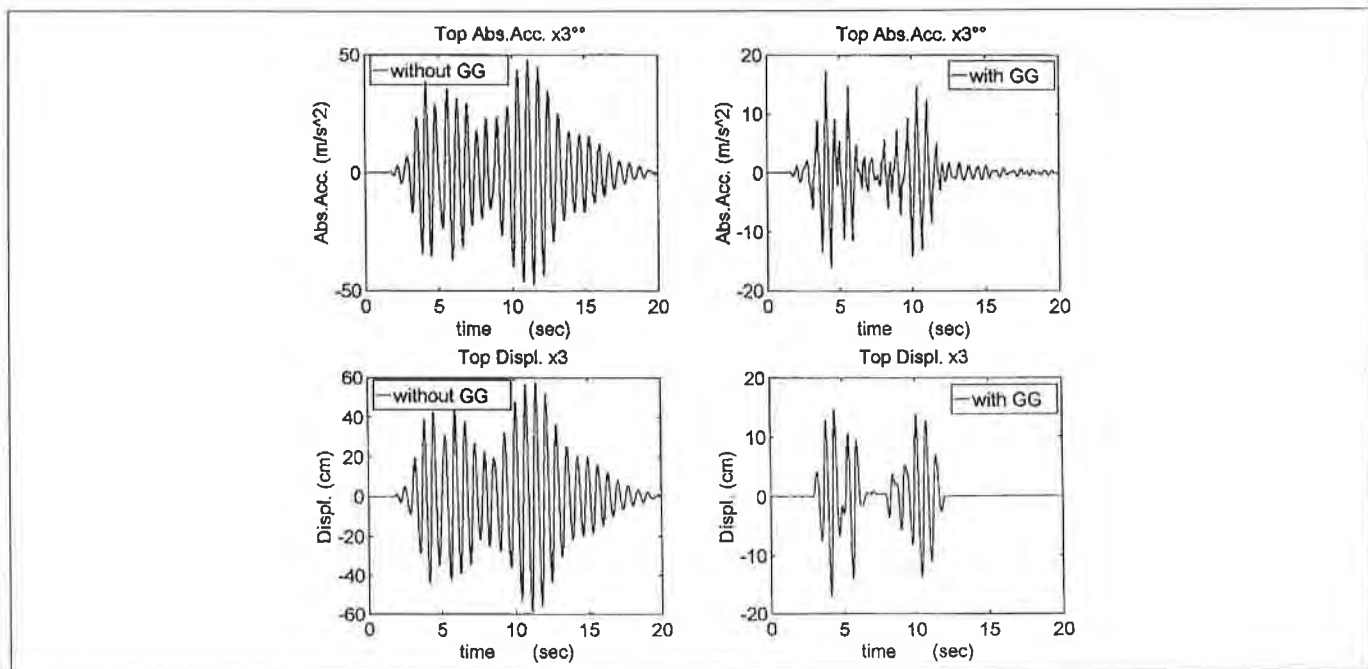 Top Abs.Acc. x3°°
50
0
-50
Abs.Acc. (m/s^2)
without GG
0 5 10 15 20
time (sec)
Top Abs.Acc. x3°°
20
10
0
-10
-20
Abs.Acc. (m/s^2)
with GG
0 5 10 15 20
time (sec)
Top Displ. x3
60
40
20
0
-20
-40
-60
Displ. (cm)
without GG
0 5 10 15 20
time (sec)
Top Displ. x3
20
10
0
-10
-20
Displ. (cm)
with GG
0 5 10 15 20
time (sec)